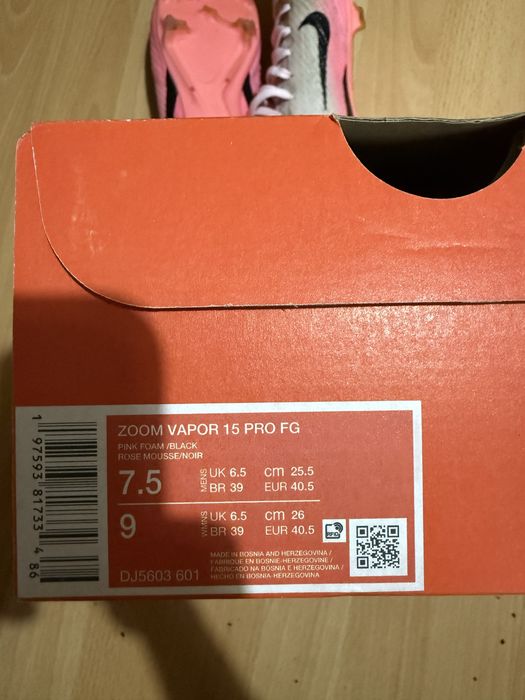 ZOOM VAPOR 15 PRO FG
PINK FOAM /BLACK
ROSE MOUSSE/NOIR
7.5 MENS UK 6.5 cm 25.5
BR 39 EUR 40.5
9 WMNS UK 6.5 cm 26
BR 39 EUR 40.5
RFID
MADE IN BOSNIA AND HERZEGOVINA /
FABRIQUE EN BOSNIE-HERZEGOVINE /
FABRICADO NA BOSNIA E HERZEGOVINA /
HECHO EN BOSNIA-HERZEGOVINA
DJ5603 601
1 97593 81733 4 86